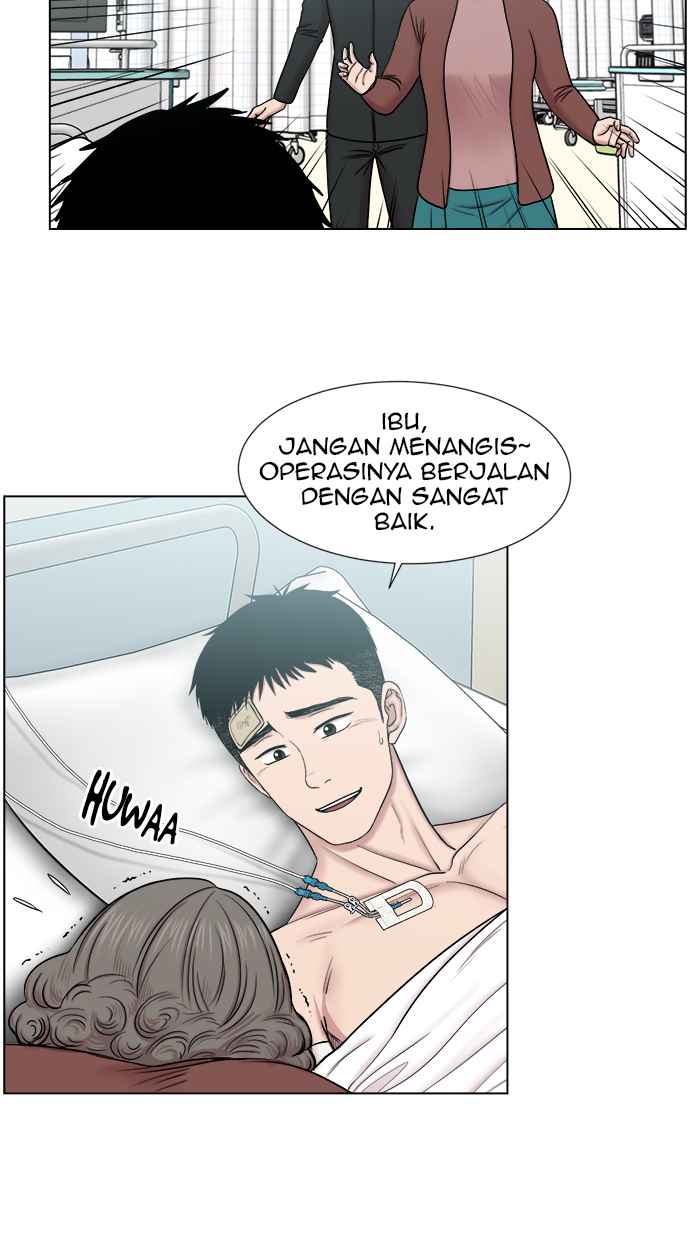 IBU,
JANGAN MENANGIS~
OPERASINYA BERJALAN
DENGAN SANGAT
BAIK.
HUWAA